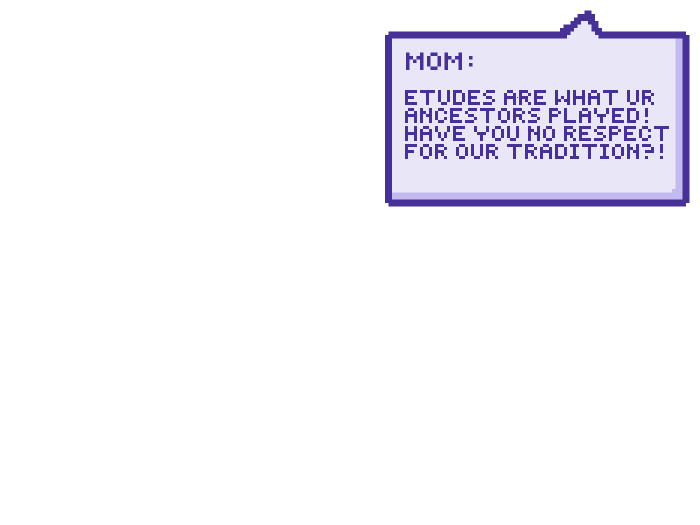 MOM:
ETUDES ARE WHAT UR
ANCESTORS PLAYED!
HAVE YOU NO RESPECT
FOR OUR TRADITION?!